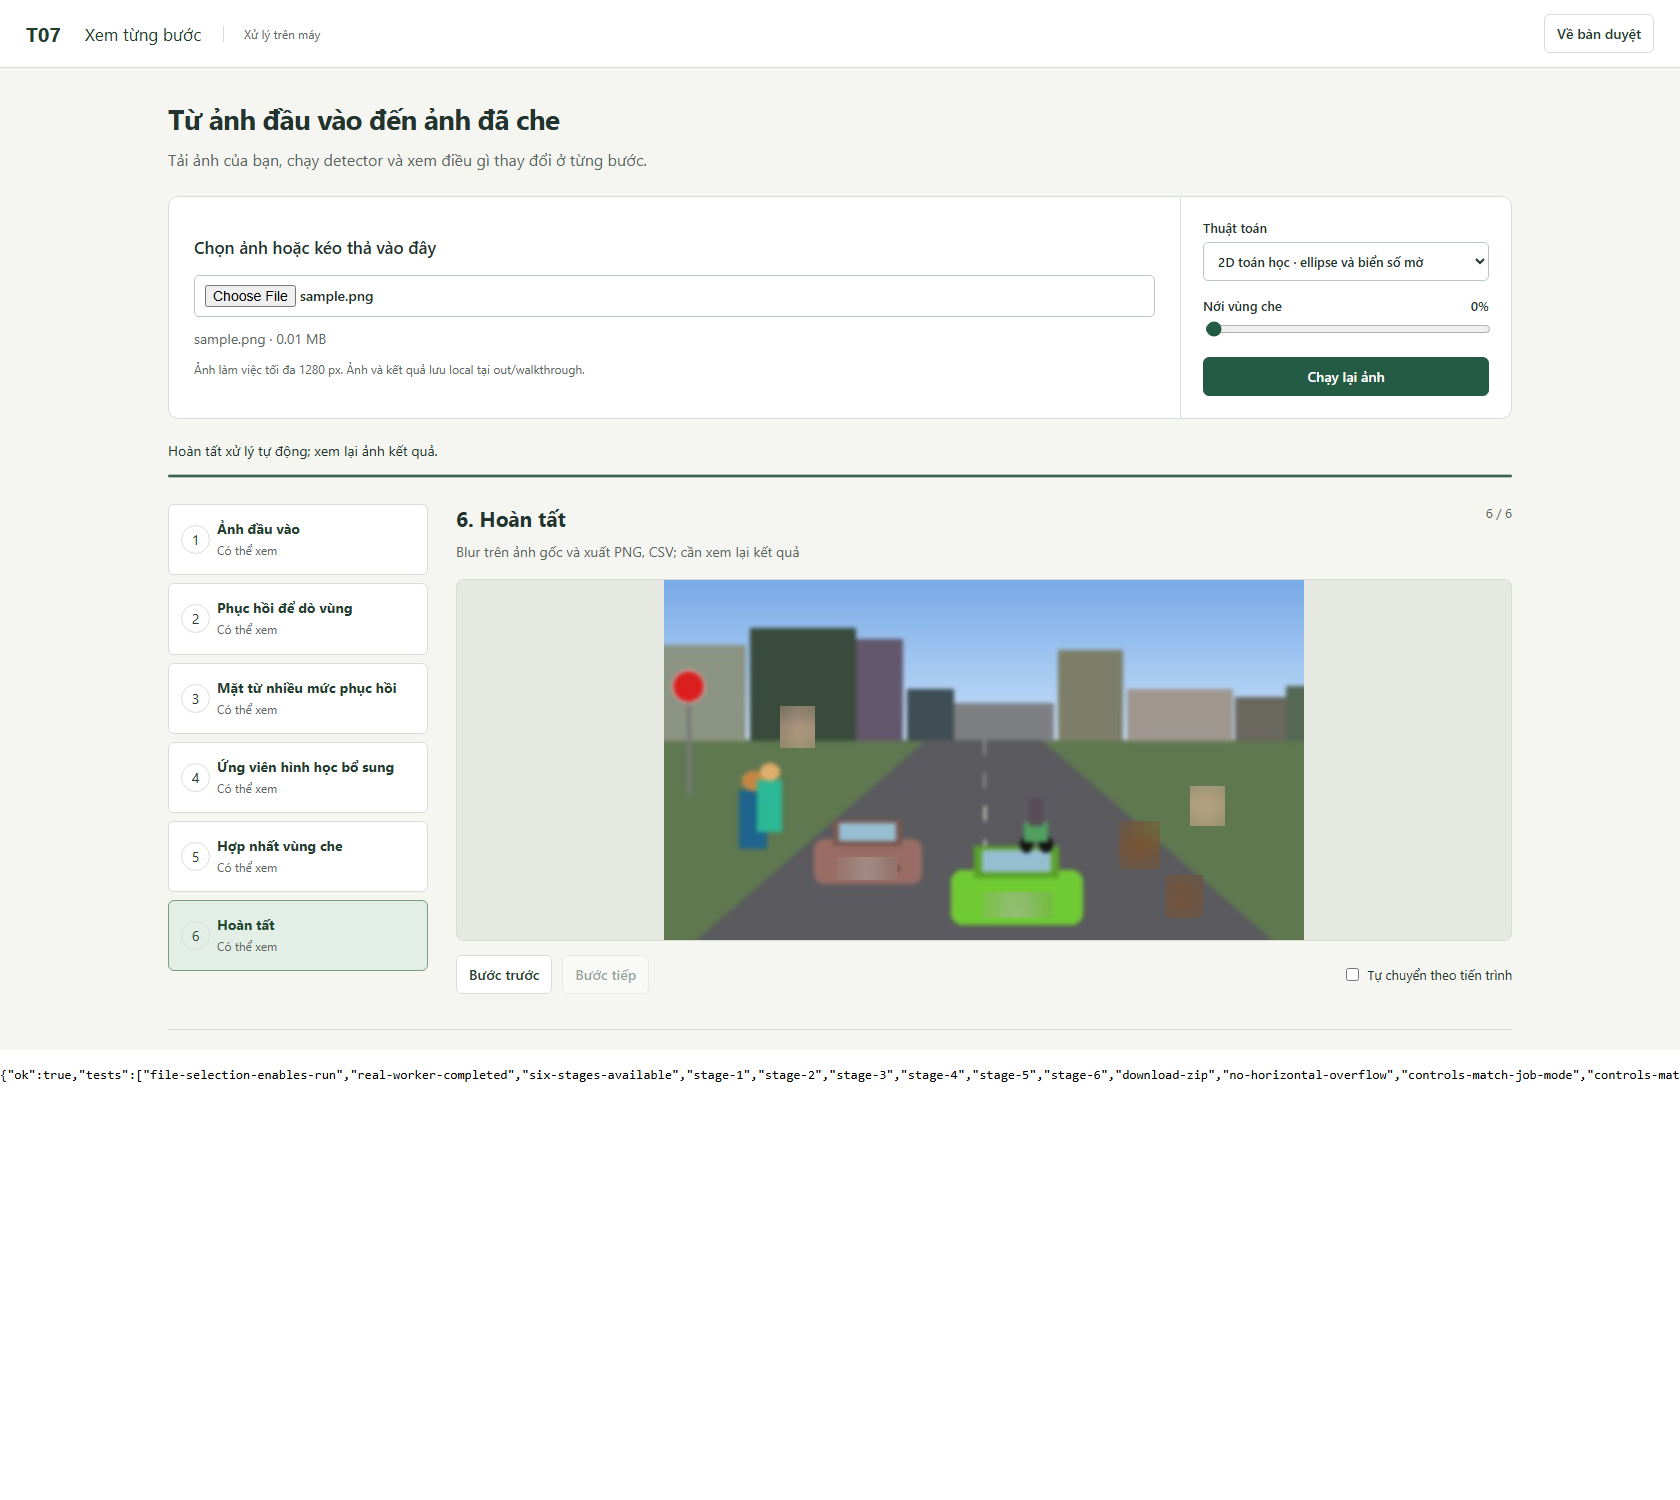 T07 Xem từng bước Xử lý trên máy Về bản duyệt
Từ ảnh đầu vào đến ảnh đã che
Tải ảnh của bạn, chạy detector và xem điều gì thay đổi ở từng bước.
Chọn ảnh hoặc kéo thả vào đây
Choose File sample.png
sample.png · 0.01 MB
Ảnh làm việc tối đa 1280 px. Ảnh và kết quả lưu local tại out/walkthrough.
Thuật toán
2D toán học · ellipse và biển số mờ
Nới vùng che 0%
Chạy lại ảnh
Hoàn tất xử lý tự động; xem lại ảnh kết quả.
1 Ảnh đầu vào
Có thể xem
2 Phục hồi để dò vùng
Có thể xem
3 Mặt từ nhiều mức phục hồi
Có thể xem
4 Ứng viên hình học bổ sung
Có thể xem
5 Hợp nhất vùng che
Có thể xem
6 Hoàn tất
Có thể xem
6. Hoàn tất 6 / 6
Blur trên ảnh gốc và xuất PNG, CSV; cần xem lại kết quả
Bước trước Bước tiếp Tự chuyển theo tiến trình
{"ok":true,"tests":["file-selection-enables-run","real-worker-completed","six-stages-available","stage-1","stage-2","stage-3","stage-4","stage-5","stage-6","download-zip","no-horizontal-overflow","controls-match-job-mode","controls-mat